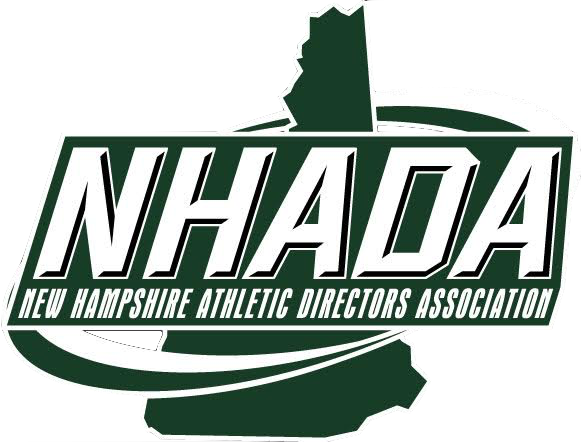 NHADA
NEW HAMPSHIRE ATHLETIC DIRECTORS ASSOCIATION